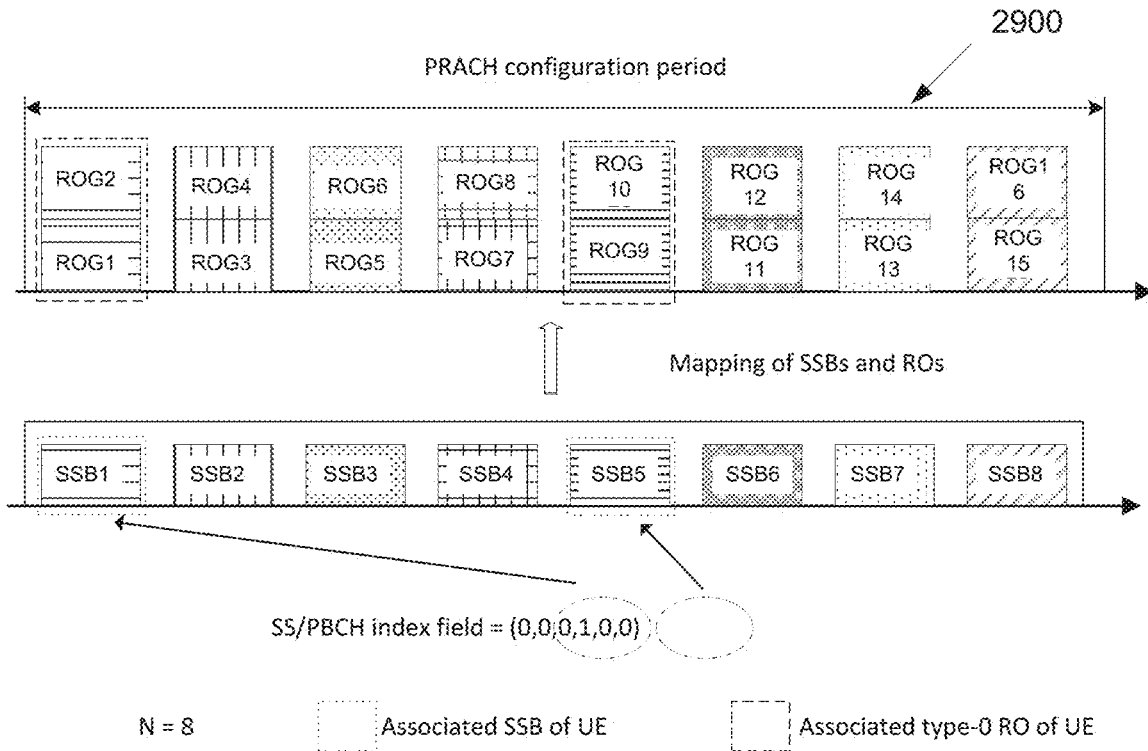 2900
PRACH configuration period
ROG2
ROG4
ROG6
ROG8
ROG
10
ROG
12
ROG
14
ROG1
6
ROG1
ROG3
ROG5
ROG7
ROG9
ROG
11
ROG
13
ROG
15
Mapping of SSBs and ROs
SSB1
SSB2
SSB3
SSB4
SSB5
SSB6
SSB7
SSB8
SS/PBCH index field = (0,0,0,1,0,0)
N = 8
Associated SSB of UE
Associated type-0 RO of UE